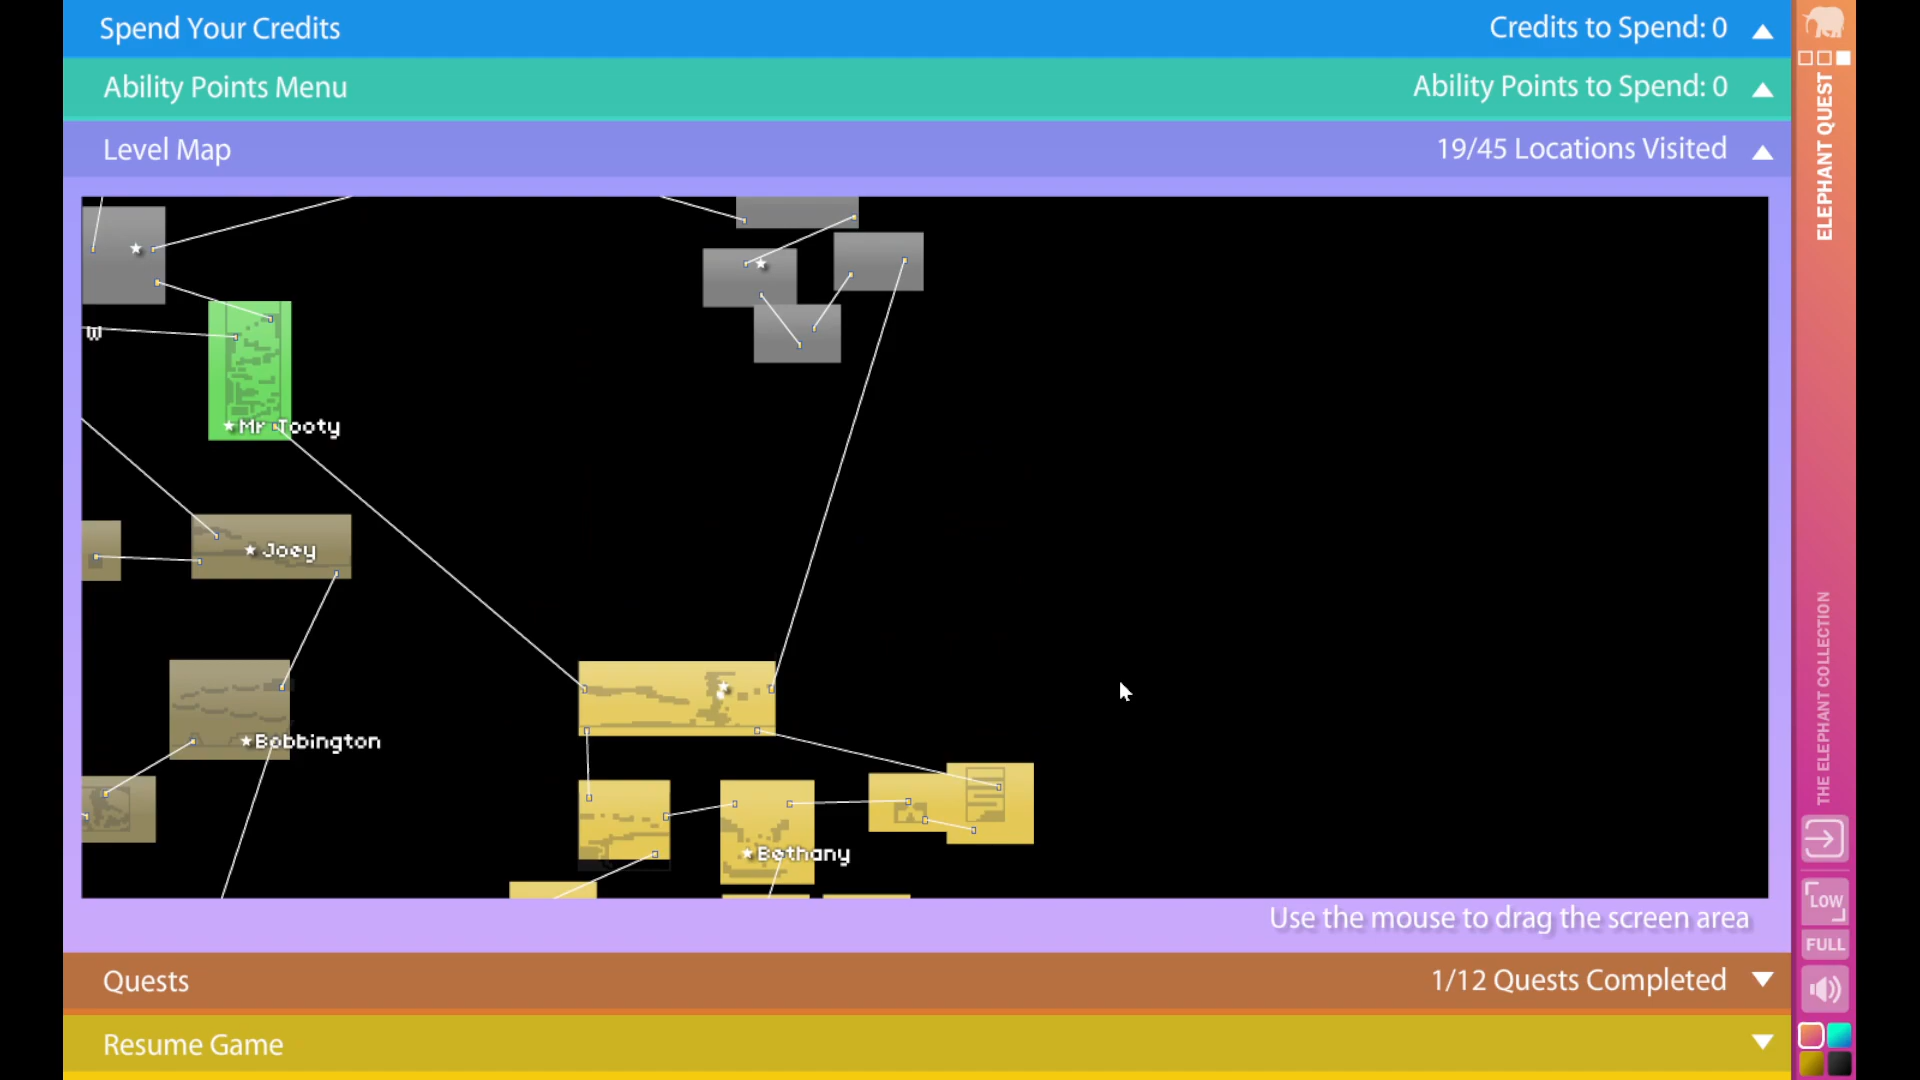 Spend Your Credits
Credits to Spend: 0
Ability Points Menu
Ability Points to Spend: 0
Level Map
19/45 Locations Visited
W
Mr Tooty
Joey
Bobbington
Bethany
Use the mouse to drag the screen area
Quests
1/12 Quests Completed
Resume Game
ELEPHANT QUEST
THE ELEPHANT COLLECTION
LOW
FULL